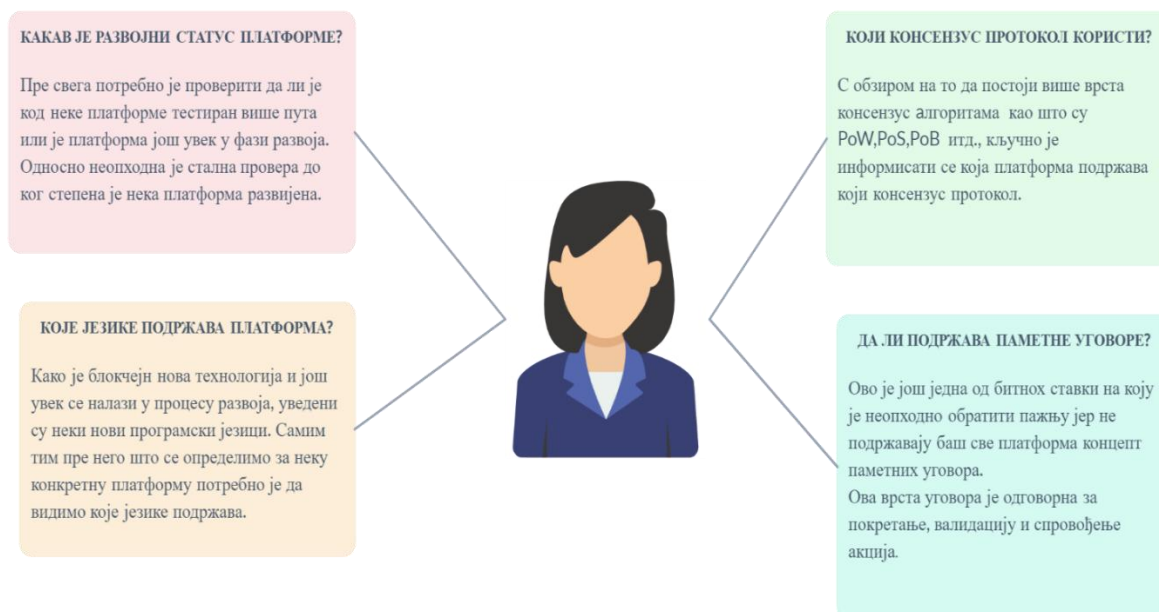 КАКАВ ЈЕ РАЗВОЈНИ СТАТУС ПЛАТФОРМЕ?
Пре свега потребно је проверити да ли је
код неке платформе тестиран више пута
или је платформа још увек у фази развоја.
Односно неопходна је стална провера до
ког степена је нека платформа развијена.
КОЈЕ ЈЕЗИКЕ ПОДРЖАВА ПЛАТФОРМА?
Како је блокчејн нова технологија и још
увек се налази у процесу развоја, уведени
су неки нови програмски језици. Самим
тим пре него што се определимо за неку
конкретну платформу потребно је да
видимо које језике подржава.
КОЈИ КОНСЕНЗУС ПРОТОКОЛ КОРИСТИ?
С обзиром на то да постоји више врста
консензус алгоритама као што су
PoW,PoS,PoB итд., кључно је
информисати се која платформа подржава
који консензус протокол.
ДА ЛИ ПОДРЖАВА ПАМЕТНЕ УГОВОРЕ?
Ово је још једна од битнох ставки на коју
је неопходно обратити пажњу јер не
подржавају баш све платформа концепт
паметних уговора.
Ова врста уговора је одговорна за
покретање, валидацију и спровођење
акција.